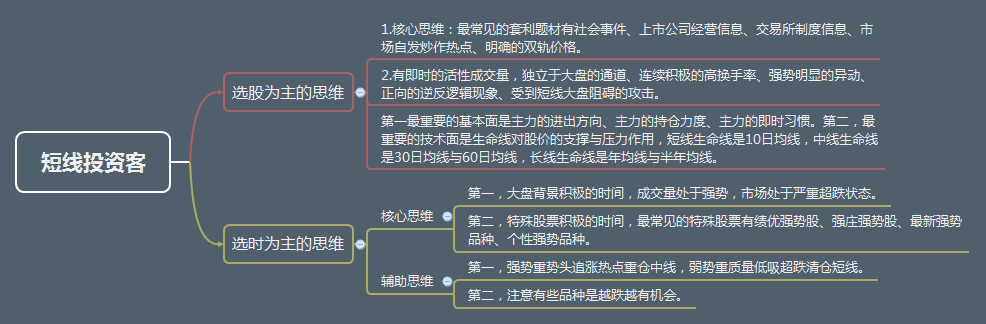 短线投资客
选股为主的思维
1.核心思维：最常见的套利题材有社会事件、上市公司经营信息、交易所制度信息、市
场自发炒作热点、明确的双轨价格。
2.有即时的活性成交量，独立于大盘的通道、连续积极的高换手率、强势明显的异动、
正向的逆反逻辑现象、受到短线大盘阻碍的攻击。
第一最重要的基本面是主力的进出方向、主力的持仓力度、主力的即时习惯。第二，最
重要的技术面是生命线对股价的支撑与压力作用，短线生命线是10日均线，中线生命线
是30日均线与60日均线，长线生命线是年均线与半年均线。
选时为主的思维
核心思维
第一，大盘背景积极的时间，成交量处于强势，市场处于严重超跌状态。
第二，特殊股票积极的时间，最常见的特殊股票有绩优强势股、强庄强势股、最新强势
品种、个性强势品种。
辅助思维
第一，强势重势头追涨热点重仓中线，弱势重质量低吸超跌清仓短线。
第二，注意有些品种是越跌越有机会。